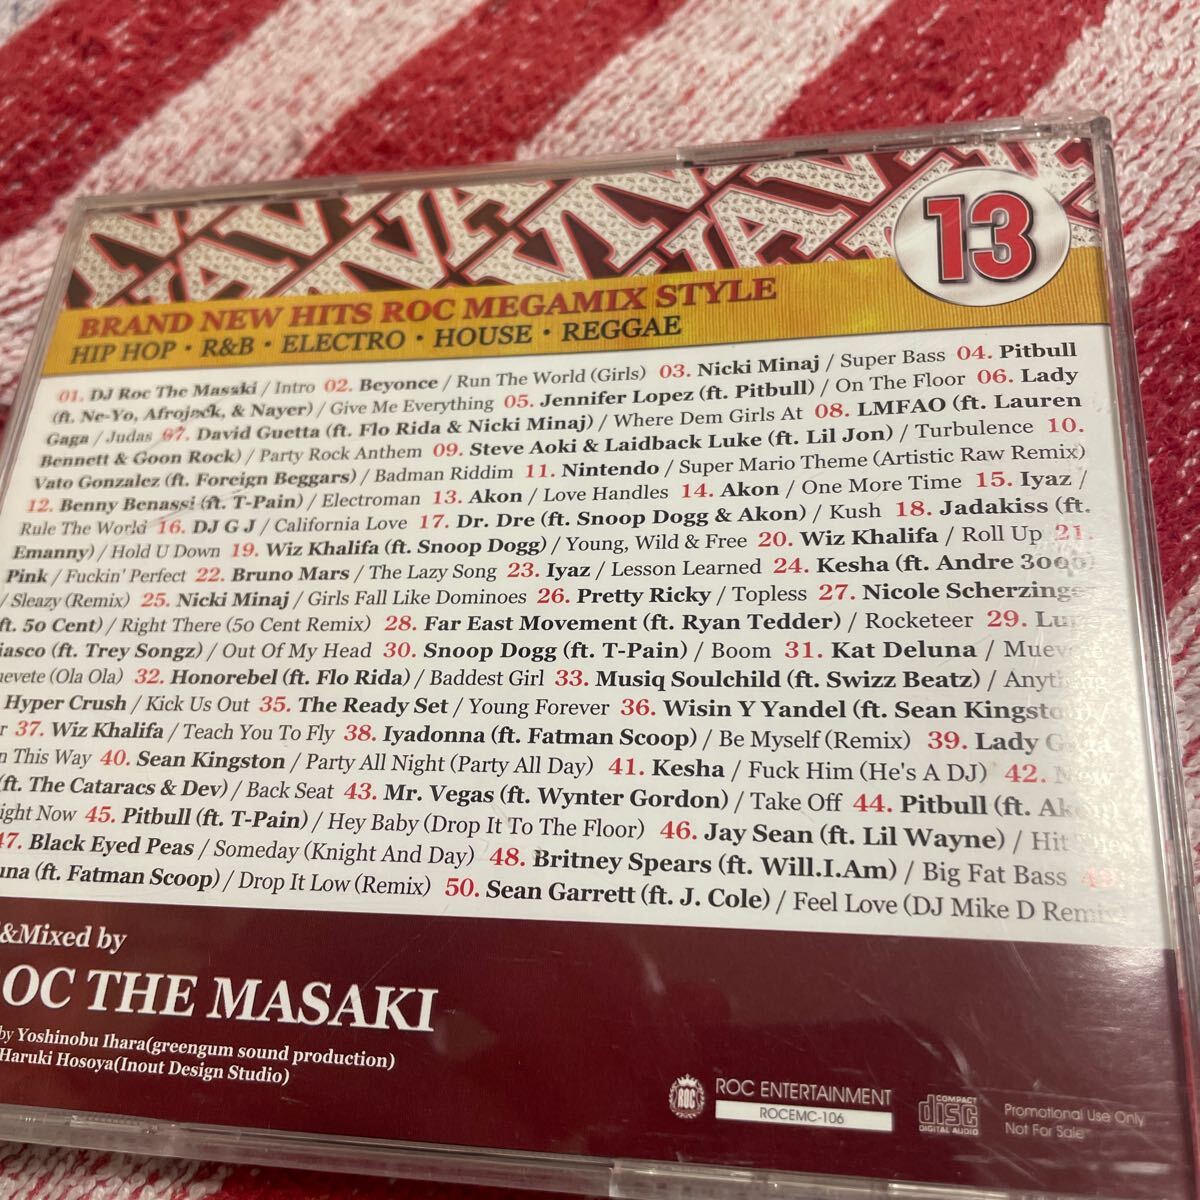 13
BRAND NEW HITS ROC MEGAMIX STYLE
HIP HOP · R&B · ELECTRO · HOUSE · REGGAE
01. DJ Roc The Masaki / Intro 02. Beyonce / Run The World (Girls) 03. Nicki Minaj / Super Bass 04. Pitbull
(ft. Ne-Yo, Afrojack, & Nayer) / Give Me Everything 05. Jennifer Lopez (ft. Pitbull) / On The Floor 06. Lady
Gaga / Judas 07. David Guetta (ft. Flo Rida & Nicki Minaj) / Where Dem Girls At 08. LMFAO (ft. Lauren
Bennett & Goon Rock) / Party Rock Anthem 09. Steve Aoki & Laidback Luke (ft. Lil Jon) / Turbulence 10.
Vato Gonzalez (ft. Foreign Beggars) / Badman Riddim 11. Nintendo / Super Mario Theme (Artistic Raw Remix)
12. Benny Benassi (ft. T-Pain) / Electroman 13. Akon / Love Handles 14. Akon / One More Time 15. Iyaz /
Rule The World 16. DJ G J / California Love 17. Dr. Dre (ft. Snoop Dogg & Akon) / Kush 18. Jadakiss (ft.
Emanny) / Hold U Down 19. Wiz Khalifa (ft. Snoop Dogg) / Young, Wild & Free 20. Wiz Khalifa / Roll Up 21.
Pink / Fuckin' Perfect 22. Bruno Mars / The Lazy Song 23. Iyaz / Lesson Learned 24. Kesha (ft. Andre 3000)
/ Sleazy (Remix) 25. Nicki Minaj / Girls Fall Like Dominoes 26. Pretty Ricky / Topless 27. Nicole Scherzinger
ft. 50 Cent) / Right There (50 Cent Remix) 28. Far East Movement (ft. Ryan Tedder) / Rocketeer 29. Lupe
iasco (ft. Trey Songz) / Out Of My Head 30. Snoop Dogg (ft. T-Pain) / Boom 31. Kat Deluna / Muevete
uevete (Ola Ola) 32. Honorebel (ft. Flo Rida) / Baddest Girl 33. Musiq Soulchild (ft. Swizz Beatz) / Anything
Hyper Crush / Kick Us Out 35. The Ready Set / Young Forever 36. Wisin Y Yandel (ft. Sean Kingston) /
r 37. Wiz Khalifa / Teach You To Fly 38. Iyadonna (ft. Fatman Scoop) / Be Myself (Remix) 39. Lady Gaga
n This Way 40. Sean Kingston / Party All Night (Party All Day) 41. Kesha / Fuck Him (He's A DJ) 42. New
(ft. The Cataracs & Dev) / Back Seat 43. Mr. Vegas (ft. Wynter Gordon) / Take Off 44. Pitbull (ft. Akon)
ight Now 45. Pitbull (ft. T-Pain) / Hey Baby (Drop It To The Floor) 46. Jay Sean (ft. Lil Wayne) / Hit The
47. Black Eyed Peas / Someday (Knight And Day) 48. Britney Spears (ft. Will.I.Am) / Big Fat Bass 49.
una (ft. Fatman Scoop) / Drop It Low (Remix) 50. Sean Garrett (ft. J. Cole) / Feel Love (DJ Mike D Remix)
&Mixed by
ROC THE MASAKI
by Yoshinobu Ihara(greengum sound production)
Haruki Hosoya(Inout Design Studio)
ROC
ROC ENTERTAINMENT
ROCEMC-106
COMPACT
disc
DIGITAL AUDIO
Promotional Use Only
Not For Sale